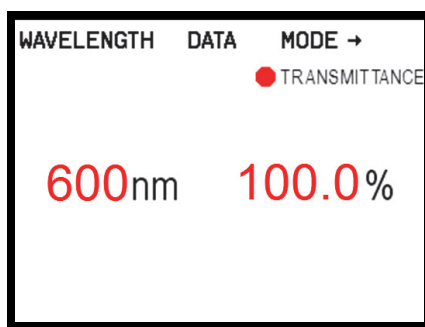 WAVELENGTH DATA MODE →
TRANSMITTANCE
600nm 100.0%